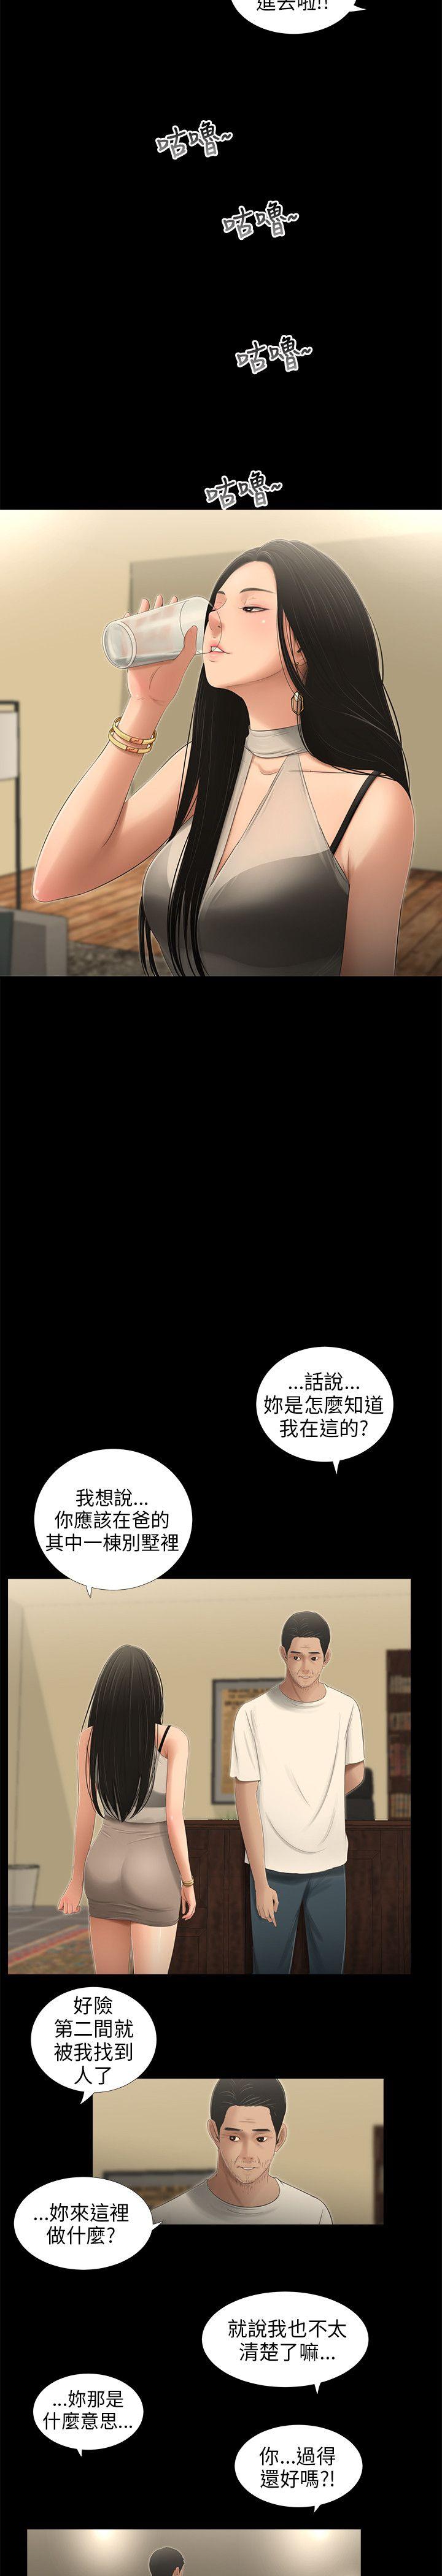 進去啦!!
咕嚕~
咕嚕~
咕嚕~
咕嚕~
...話說...
妳是怎麼知道
我在這的?
我想說...
你應該在爸的
其中一棟別墅裡
好險
第二間就
被我找到
人了
...妳來這裡
做什麼?
就說我也不太
清楚了嘛...
...妳那是
什麼意思...
你...過得
還好嗎?!